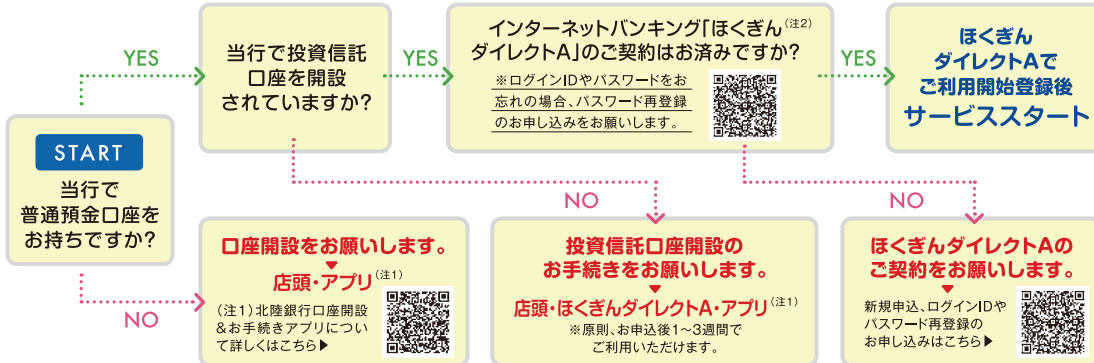 START
当行で
普通預金口座を
お持ちですか?
YES
当行で投資信託
口座を開設
されていますか?
YES
インターネットバンキング「ほくぎん(注2)
ダイレクトA」のご契約はお済みですか?
※ログインIDやパスワードをお
忘れの場合、パスワード再登録
のお申し込みをお願いします。
YES
ほくぎん
ダイレクトAで
ご利用開始登録後
サービススタート
NO
口座開設をお願いします。
▼
店頭・アプリ(注1)
(注1)北陸銀行口座開設
&お手続きアプリについ
て詳しくはこちら▶
NO
投資信託口座開設の
お手続きをお願いします。
▼
店頭・ほくぎんダイレクトA・アプリ(注1)
※原則、お申込後1~3週間で
ご利用いただけます。
NO
ほくぎんダイレクトAの
ご契約をお願いします。
▼
新規申込、ログインIDや
パスワード再登録の
お申し込みはこちら▶